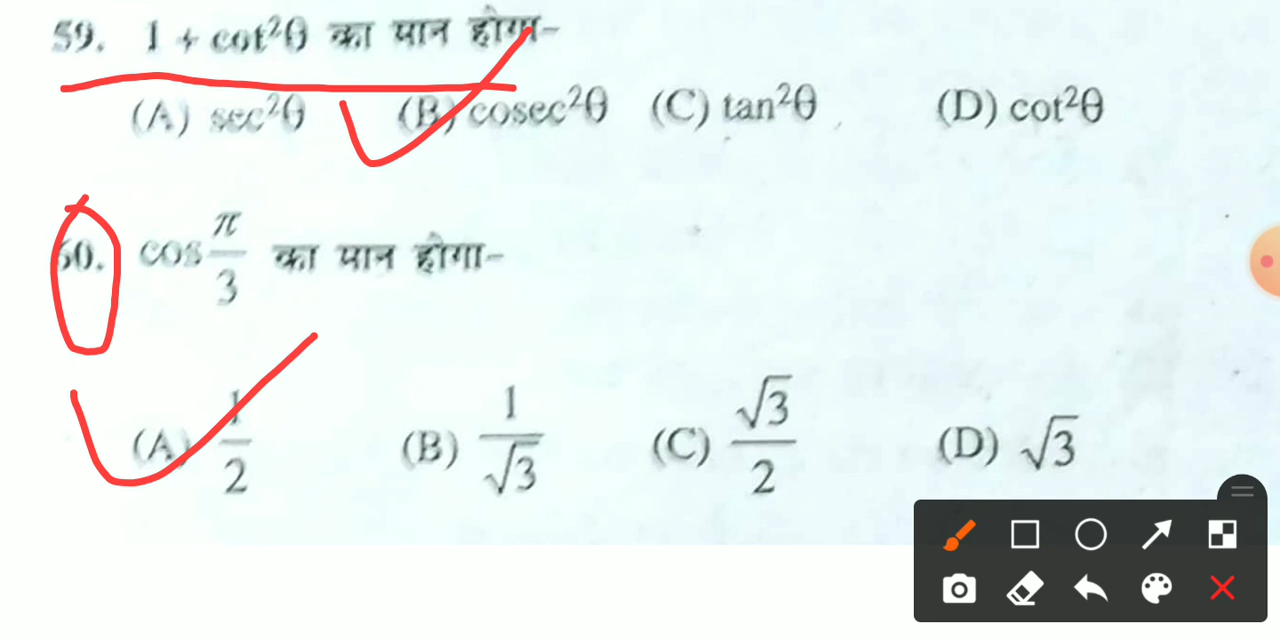 59. 1 + cot²θ का मान होगा-
(A) sec²θ (B) cosec²θ (C) tan²θ (D) cot²θ
60. cos π/3 का मान होगा-
(A) 1/2 (B) 1/√3 (C) √3/2 (D) √3